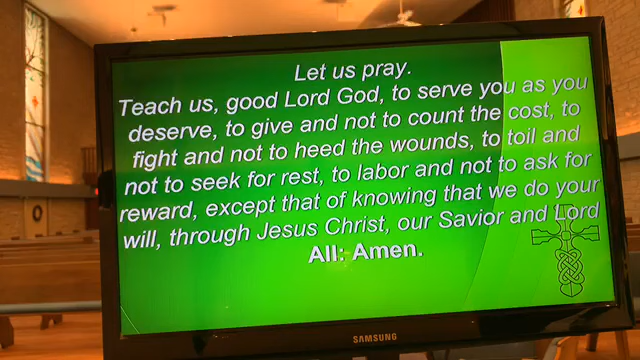 Let us pray.
Teach us, good Lord God, to serve you as you
deserve, to give and not to count the cost, to
fight and not to heed the wounds, to toil and
not to seek for rest, to labor and not to ask for
reward, except that of knowing that we do your
will, through Jesus Christ, our Savior and Lord
All: Amen.
SAMSUNG